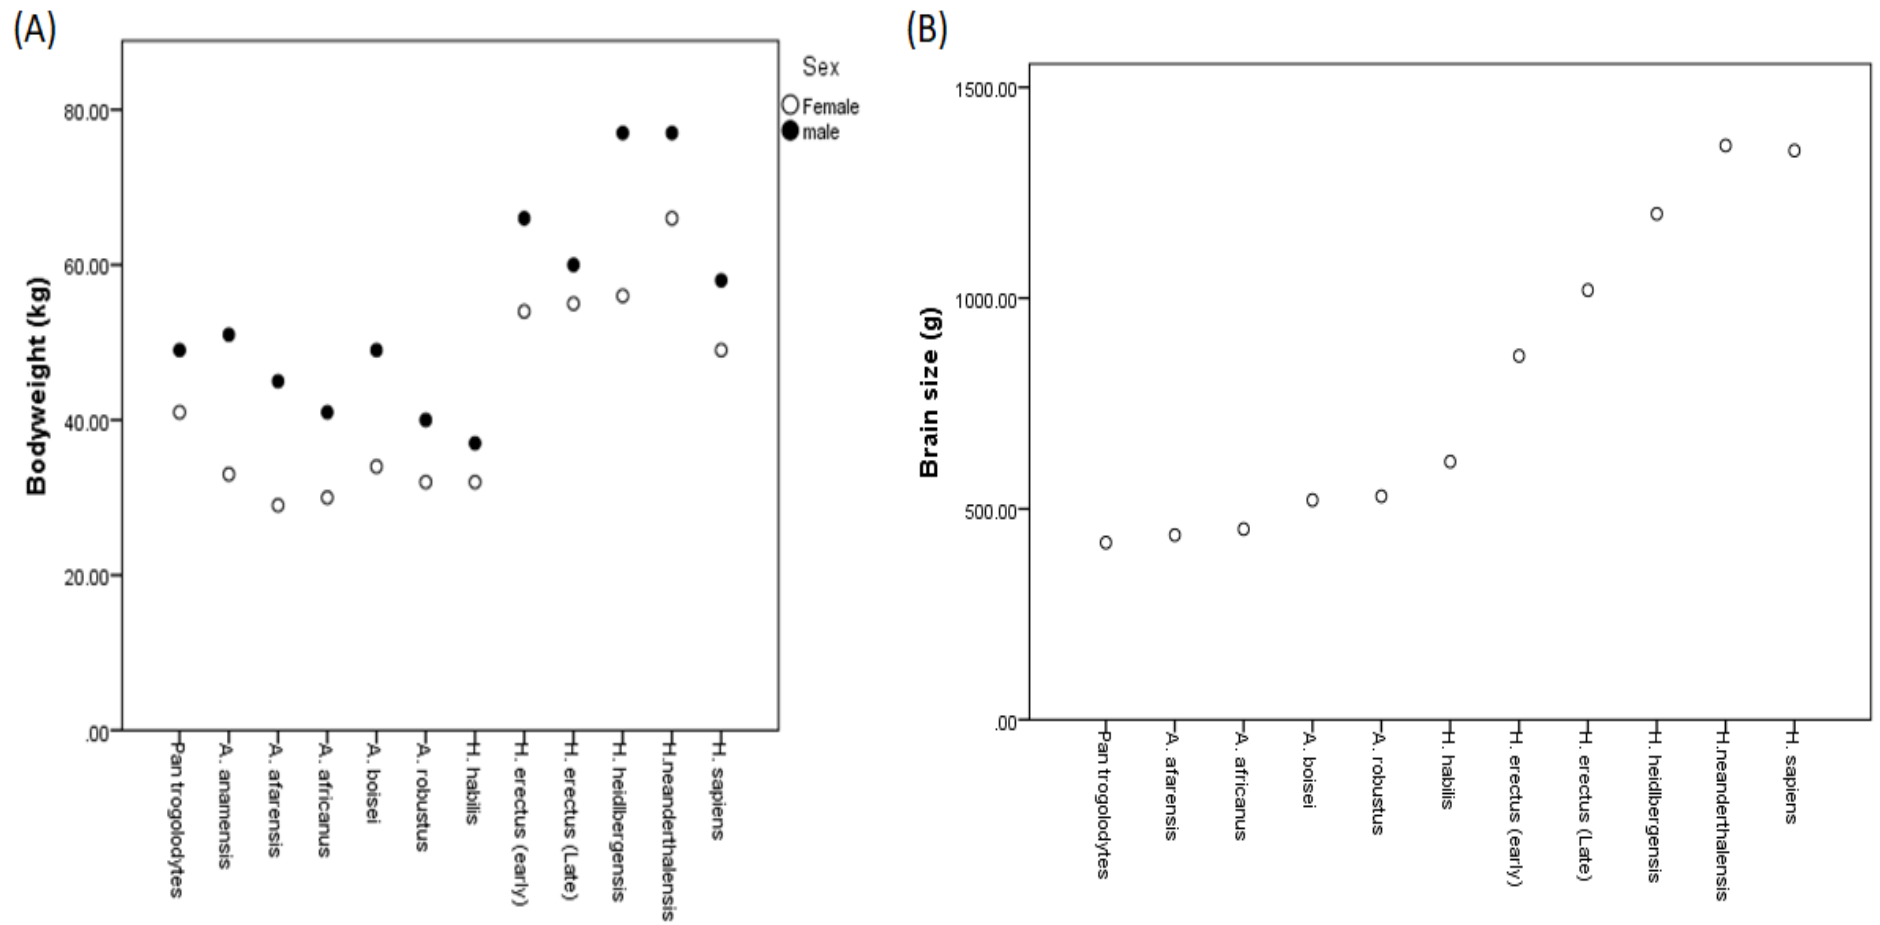 (A)
Sex
Female
male
80.00
60.00
40.00
20.00
.00
Bodyweight (kg)
Pan trogolodytes
A. anamensis
A. afarensis
A. africanus
A. boisei
A. robustus
H. habilis
H. erectus (early)
H. erectus (Late)
H. heidlbergensis
H.neanderthalensis
H. sapiens
(B)
1500.00
1000.00
500.00
.00
Brain size (g)
Pan trogolodytes
A. afarensis
A. africanus
A. boisei
A. robustus
H. habilis
H. erectus (early)
H. erectus (Late)
H. heidlbergensis
H.neanderthalensis
H. sapiens